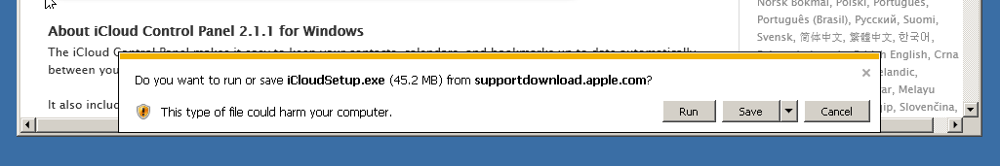 Norsk Bokmål, Polski, Português,
Português (Brasil), Русский, Suomi,
Svensk, 简体中文, 繁體中文, 한국어,
About iCloud Control Panel 2.1.1 for Windows
The iCloud Control Panel makes it easy to keep your contacts, calendars, and bookmarks up to date automatically
English, Crna
between you
Do you want to run or save iCloudSetup.exe (45.2 MB) from supportdownload.apple.com?
Melayu
It also inclu
This type of file could harm your computer.
Run
Save
Cancel
Slovenčina,